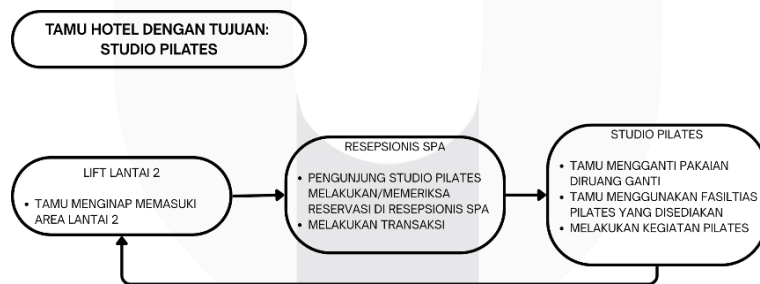 TAMU HOTEL DENGAN TUJUAN:
STUDIO PILATES
LIFT LANTAI 2
• TAMU MENGINAP MEMASUKI
AREA LANTAI 2
RESEPSIONIS SPA
• PENGUNJUNG STUDIO PILATES
MELAKUKAN/MEMERIKSA
RESERVASI DI RESEPSIONIS SPA
• MELAKUKAN TRANSAKSI
STUDIO PILATES
• TAMU MENGGANTI PAKAIAN
DIRUANG GANTI
• TAMU MENGGUNAKAN FASILTIAS
PILATES YANG DISEDIAKAN
• MELAKUKAN KEGIATAN PILATES